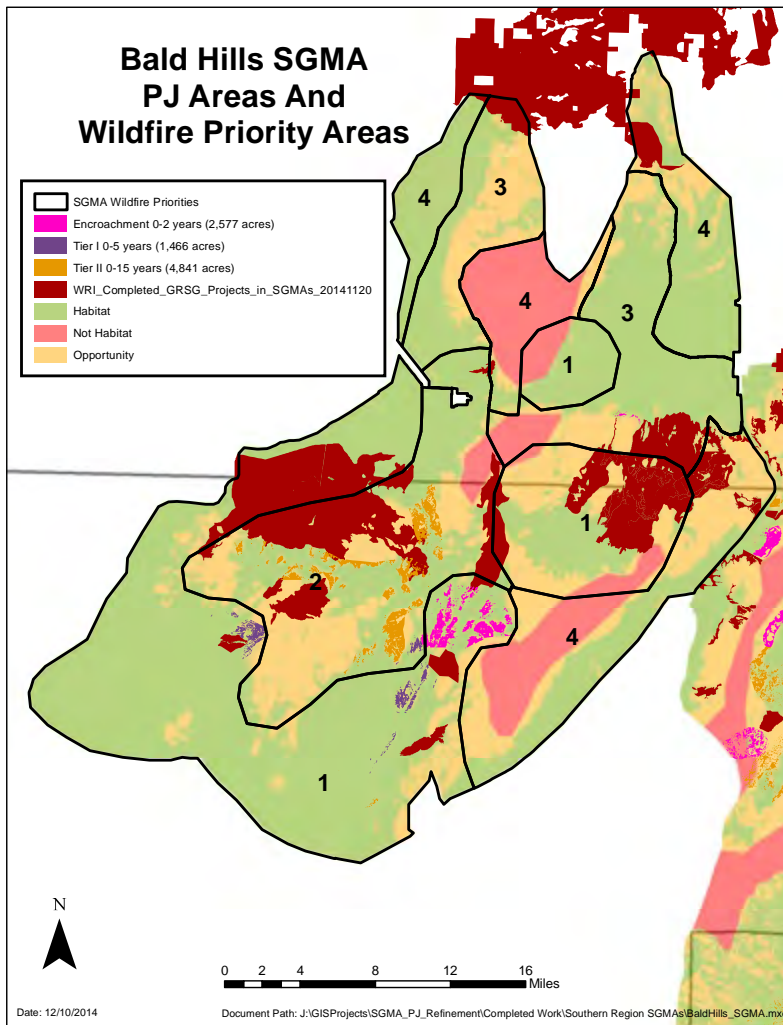 Bald Hills SGMA
PJ Areas And
Wildfire Priority Areas
SGMA Wildfire Priorities
Encroachment 0-2 years (2,577 acres)
Tier I 0-5 years (1,466 acres)
Tier II 0-15 years (4,841 acres)
WRI_Completed_GRSG_Projects_in_SGMAs_20141120
Habitat
Not Habitat
Opportunity
4
3
4
4
3
1
1
2
4
1
N
0 2 4 8 12 16
Miles
Date: 12/10/2014
Document Path: J:\GISProjects\SGMA_PJ_Refinement\Completed Work\Southern Region SGMAs\BaldHills_SGMA.mx